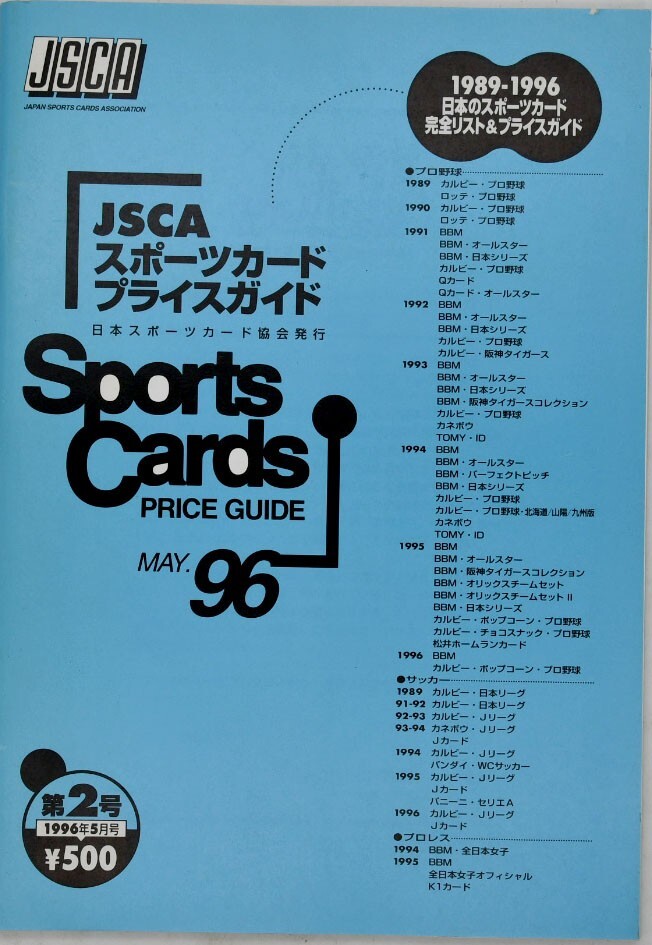 JSCA
JAPAN SPORTS CARDS ASSOCIATION
1989-1996
日本のスポーツカード
完全リスト&プライスガイド
JSCA
スポーツカード
プライスガイド
日本スポーツカード協会発行
Sports
Cards
PRICE GUIDE
MAY. 96
第2号
1996年5月号
¥500
●プロ野球
1989 カルビー・プロ野球
ロッテ・プロ野球
1990 カルビー・プロ野球
ロッテ・プロ野球
1991 BBM
BBM・オールスター
BBM・日本シリーズ
カルビー・プロ野球
Qカード
Qカード・オールスター
1992 BBM
BBM・オールスター
BBM・日本シリーズ
カルビー・プロ野球
カルビー・阪神タイガース
1993 BBM
BBM・オールスター
BBM・日本シリーズ
BBM・阪神タイガースコレクション
カルビー・プロ野球
カネボウ
TOMY・ID
1994 BBM
BBM・オールスター
BBM・パーフェクトピッチ
BBM・日本シリーズ
カルビー・プロ野球
カルビー・プロ野球・北海道/山陽/九州版
カネボウ
TOMY・ID
1995 BBM
BBM・オールスター
BBM・阪神タイガースコレクション
BBM・オリックスチームセット
BBM・オリックスチームセットⅡ
BBM・日本シリーズ
カルビー・ポップコーン・プロ野球
カルビー・チョコスナック・プロ野球
松井ホームランカード
1996 BBM
カルビー・ポップコーン・プロ野球
●サッカー
1989 カルビー・日本リーグ
91-92 カルビー・日本リーグ
92-93 カルビー・Jリーグ
93-94 カネボウ・Jリーグ
Jカード
1994 カルビー・Jリーグ
バンダイ・WCサッカー
1995 カルビー・Jリーグ
Jカード
パニーニ・セリエA
1996 カルビー・Jリーグ
Jカード
●プロレス
1994 BBM・全日本女子
1995 BBM
全日本女子オフィシャル
K1カード